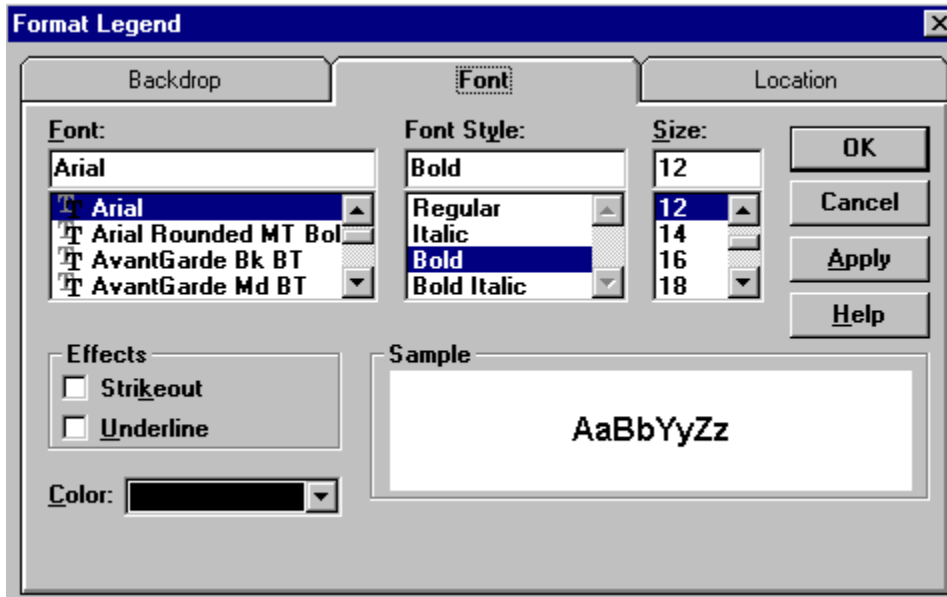 Format Legend
Backdrop
Font
Location
Font:
Font Style:
Size:
Arial
Bold
12
OK
Arial
Arial Rounded MT Bol
AvantGarde Bk BT
AvantGarde Md BT
Regular
Italic
Bold
Bold Italic
12
14
16
18
Cancel
Apply
Help
Effects
Strikeout
Underline
Color:
Sample
AaBbYyZz